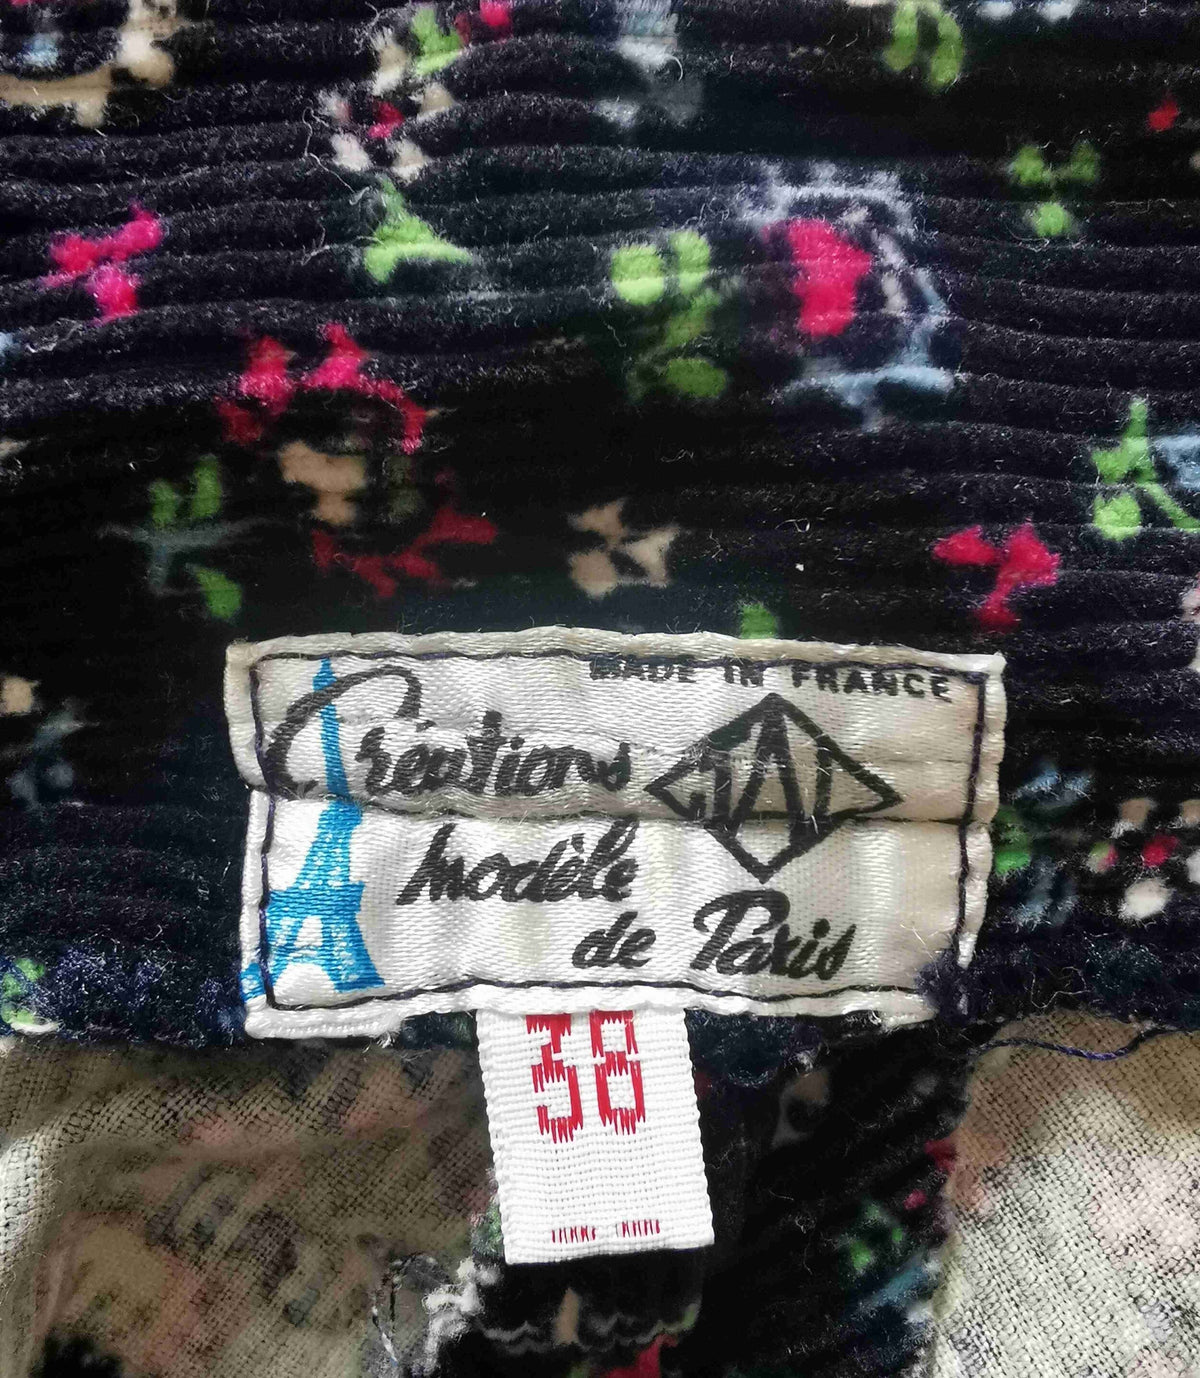 MADE IN FRANCE
Créations
modèle
de Paris
38